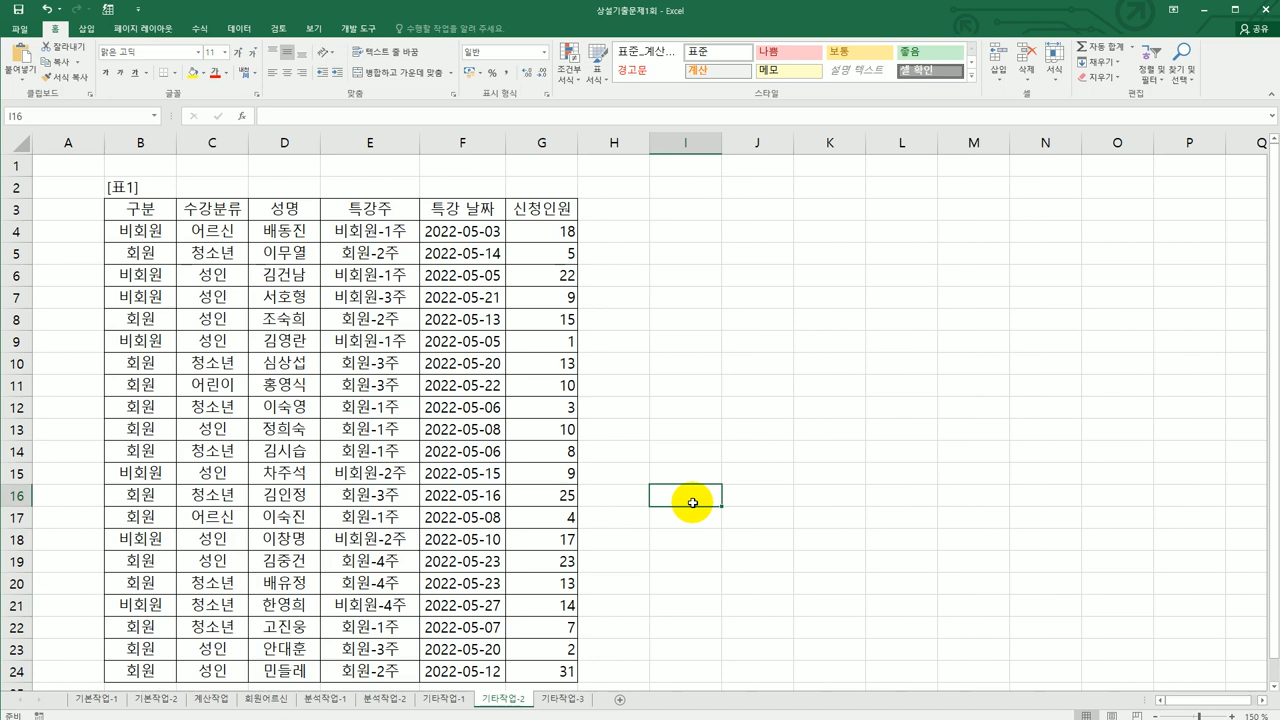 상설기출문제1회 - Excel
파일 홈 삽입 페이지 레이아웃 수식 데이터 검토 보기 개발 도구 수행할 작업을 알려 주세요. 공유
붙여넣기 잘라내기 복사 서식 복사 클립보드
맑은 고딕 11 가 가 가 글꼴
텍스트 줄 바꿈 병합하고 가운데 맞춤 맞춤
일반 표시 형식
조건부 서식 표 서식 표준_계산... 표준 나쁨 보통 좋음
경고문 계산 메모 설명 텍스트 셀 확인 스타일
삽입 삭제 서식 셀
자동 합계 채우기 지우기 정렬 및 필터 찾기 및 선택 편집
I16 fx
A B C D E F G H I J K L M N O P Q
1
2 [표1]
3 구분 수강분류 성명 특강주 특강 날짜 신청인원
4 비회원 어르신 배동진 비회원-1주 2022-05-03 18
5 회원 청소년 이무열 회원-2주 2022-05-14 5
6 비회원 성인 김건남 비회원-1주 2022-05-05 22
7 비회원 성인 서호형 비회원-3주 2022-05-21 9
8 회원 성인 조숙희 회원-2주 2022-05-13 15
9 비회원 성인 김영란 비회원-1주 2022-05-05 1
10 회원 청소년 심상섭 회원-3주 2022-05-20 13
11 회원 어린이 홍영식 회원-3주 2022-05-22 10
12 회원 청소년 이숙영 회원-1주 2022-05-06 3
13 회원 성인 정희숙 회원-1주 2022-05-08 10
14 회원 청소년 김시습 회원-1주 2022-05-06 8
15 비회원 성인 차주석 비회원-2주 2022-05-15 9
16 회원 청소년 김인정 회원-3주 2022-05-16 25
17 회원 어르신 이숙진 회원-1주 2022-05-08 4
18 비회원 성인 이창명 비회원-2주 2022-05-10 17
19 회원 성인 김중건 회원-4주 2022-05-23 23
20 회원 청소년 배유정 회원-4주 2022-05-23 13
21 비회원 청소년 한영희 비회원-4주 2022-05-27 14
22 회원 청소년 고진웅 회원-1주 2022-05-07 7
23 회원 성인 안대훈 회원-3주 2022-05-24 2
24 회원 성인 민들레 회원-2주 2022-05-12 31
기본작업-1 기본작업-2 계산작업 회원어르신 분석작업-1 분석작업-2 기타작업-1 기타작업-2 기타작업-3
준비 150 %